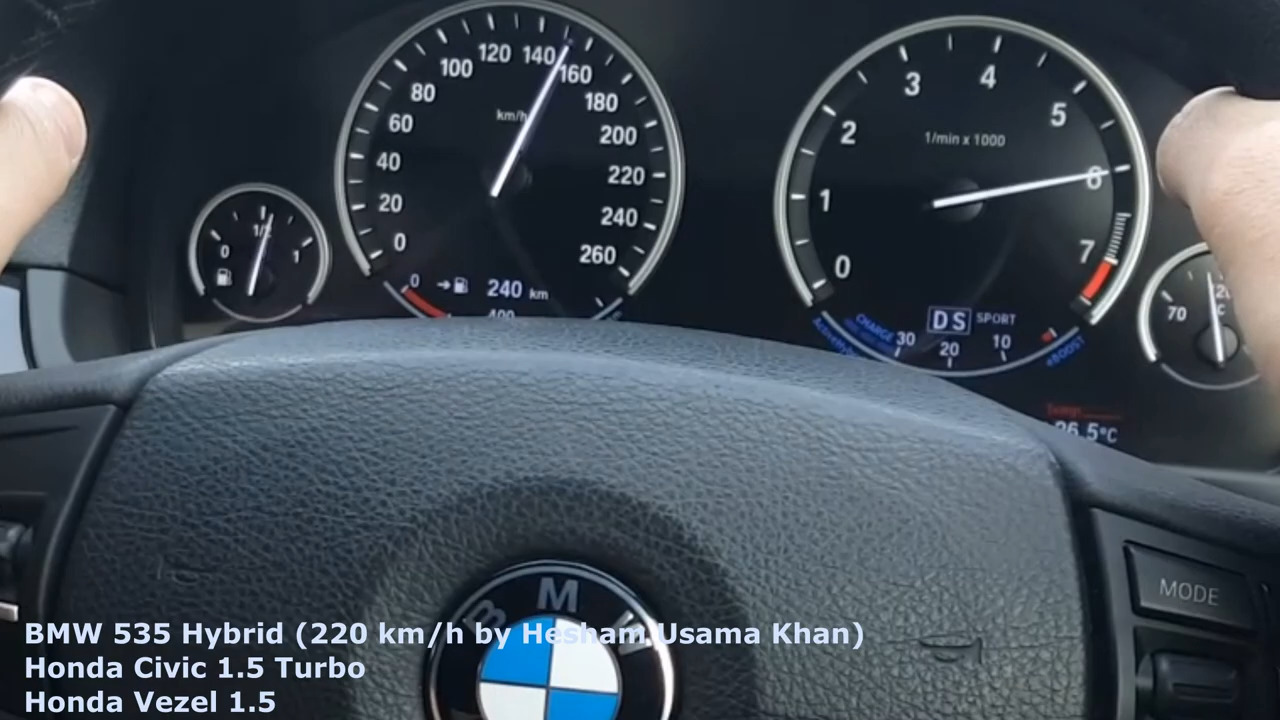 0
20
40
60
80
100
120
140
160
180
200
220
240
260
km/h
0
1/2
1
0
240 km
400
0
1
2
3
4
5
6
7
1/min x 1000
DS SPORT
CHARGE
30
20
10
eBOOST
70
26.5°C
MODE
BMW
BMW 535 Hybrid (220 km/h by Hesham Usama Khan)
Honda Civic 1.5 Turbo
Honda Vezel 1.5